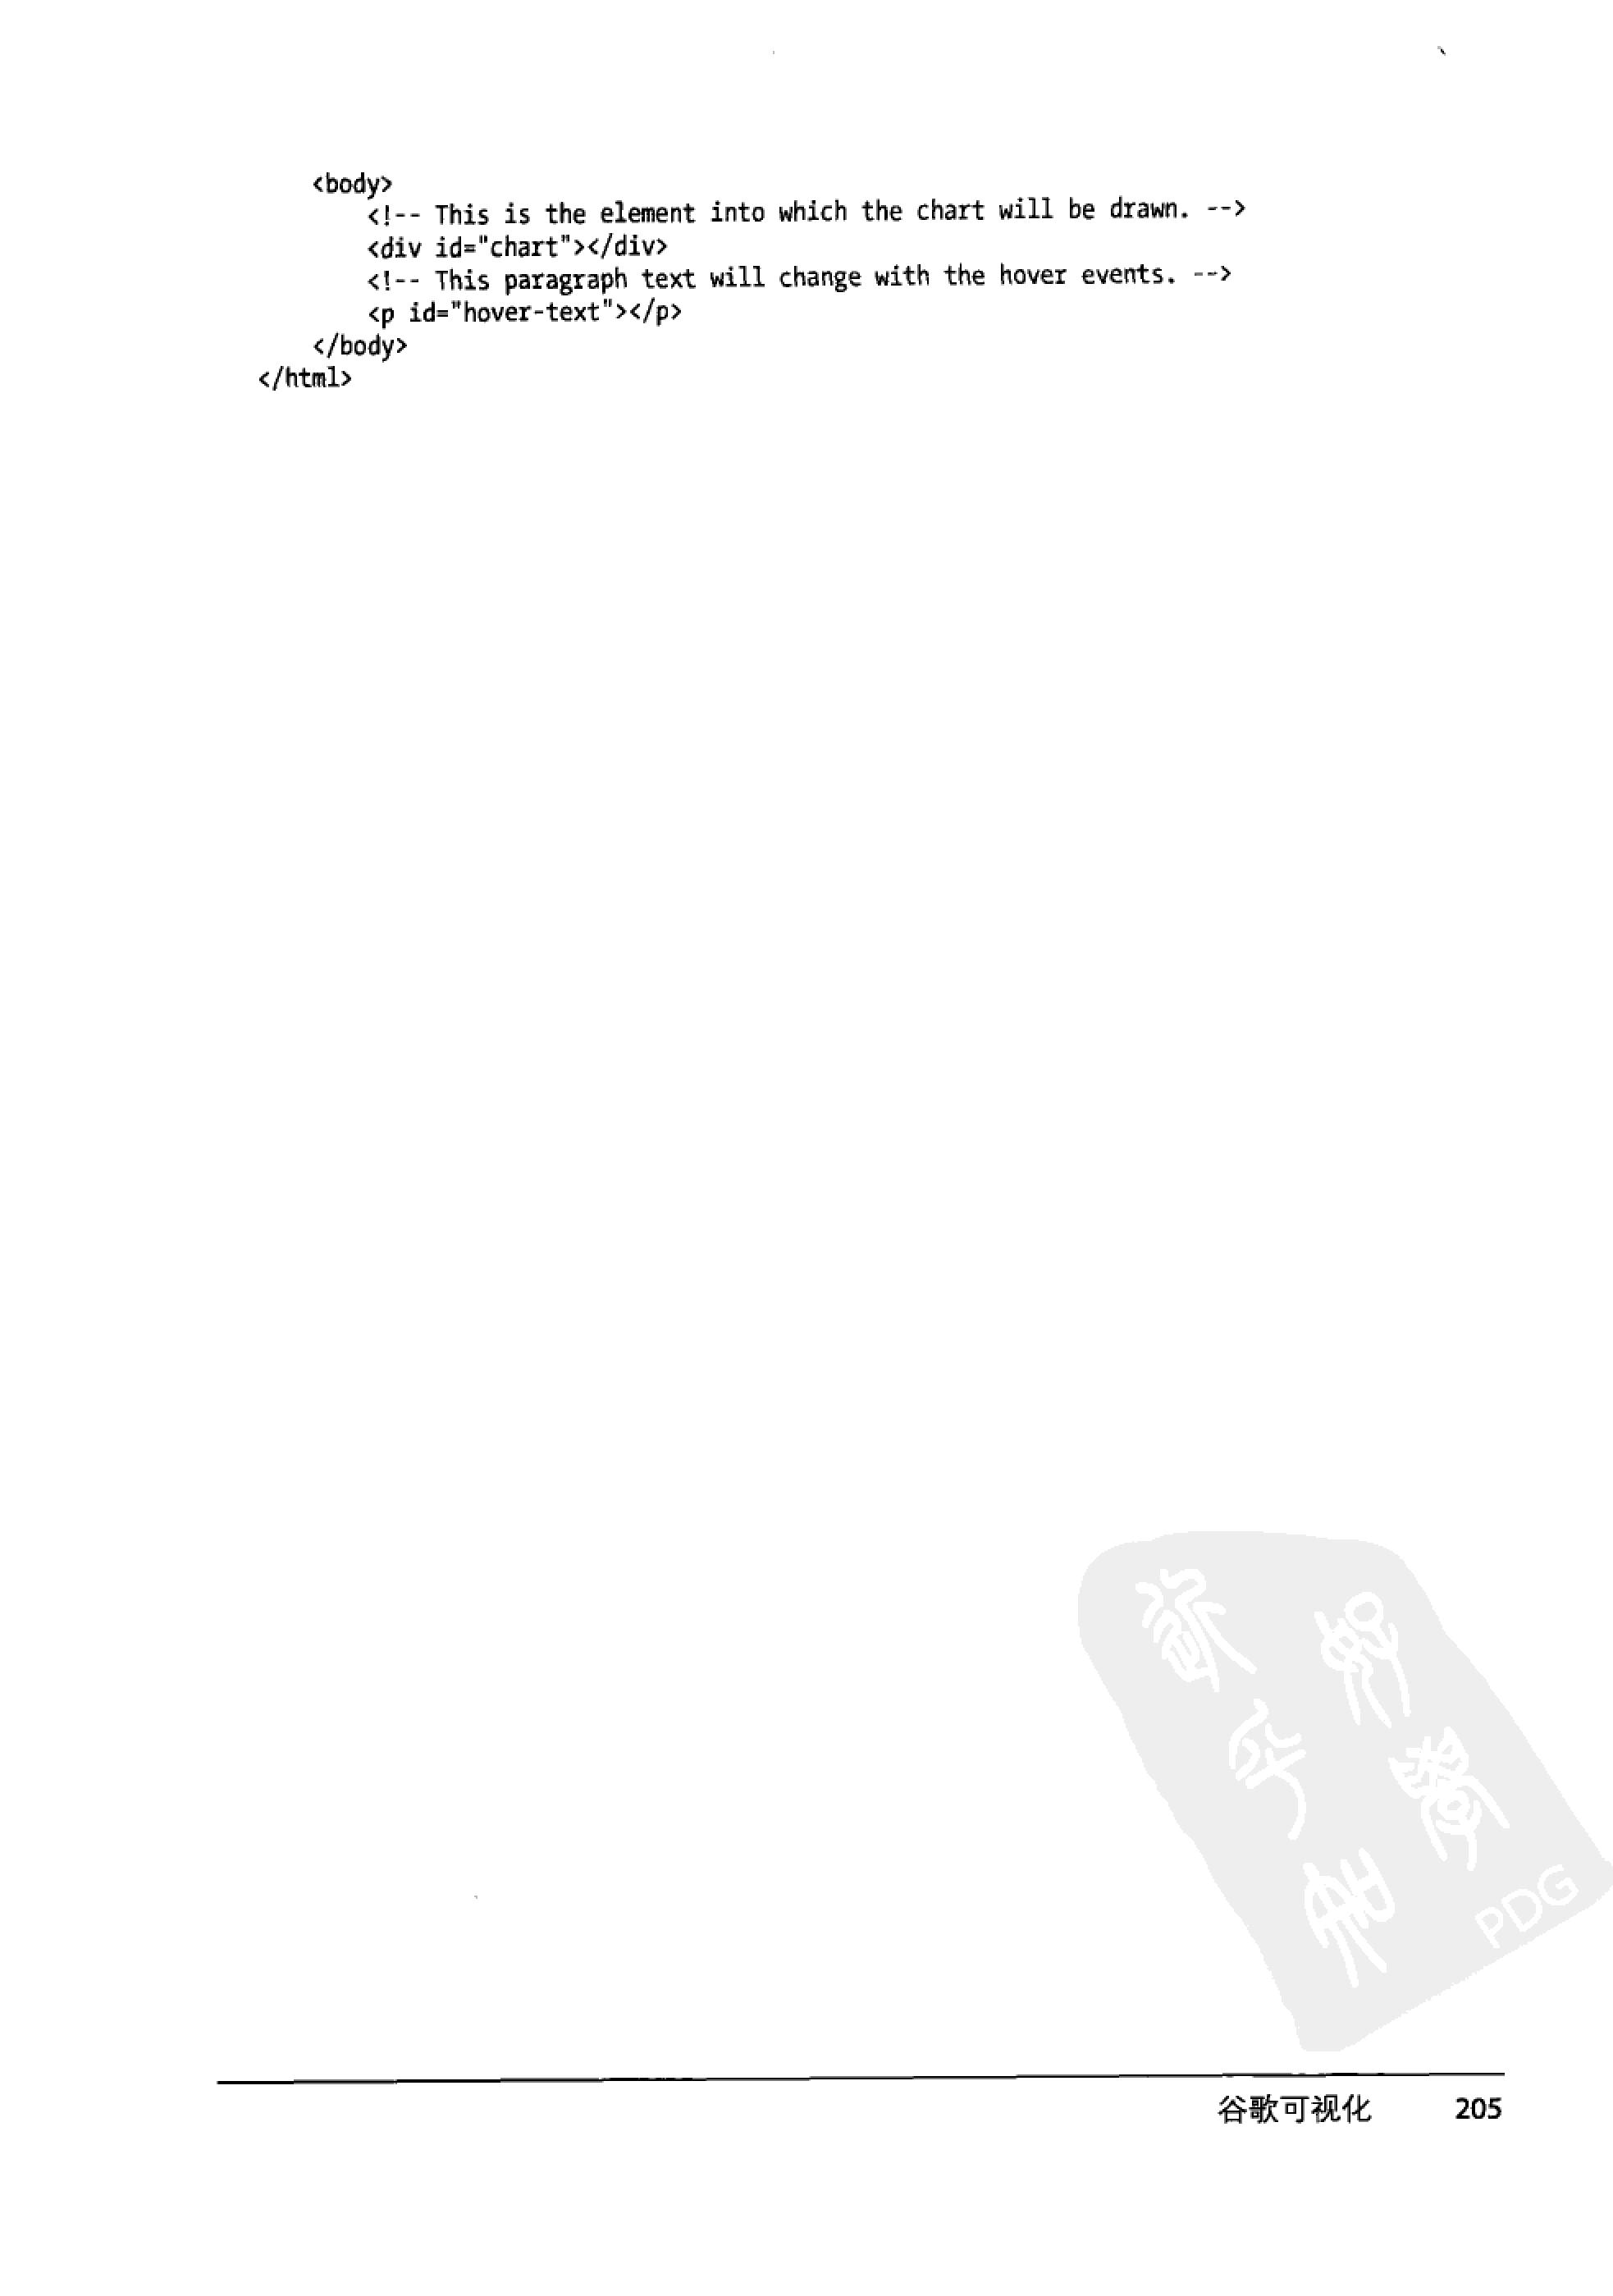 <body>
<!-- This is the element into which the chart will be drawn. -->
<div id="chart"></div>
<!-- This paragraph text will change with the hover events. -->
<p id="hover-text"></p>
</body>
</html>
PDG
谷歌可视化 205